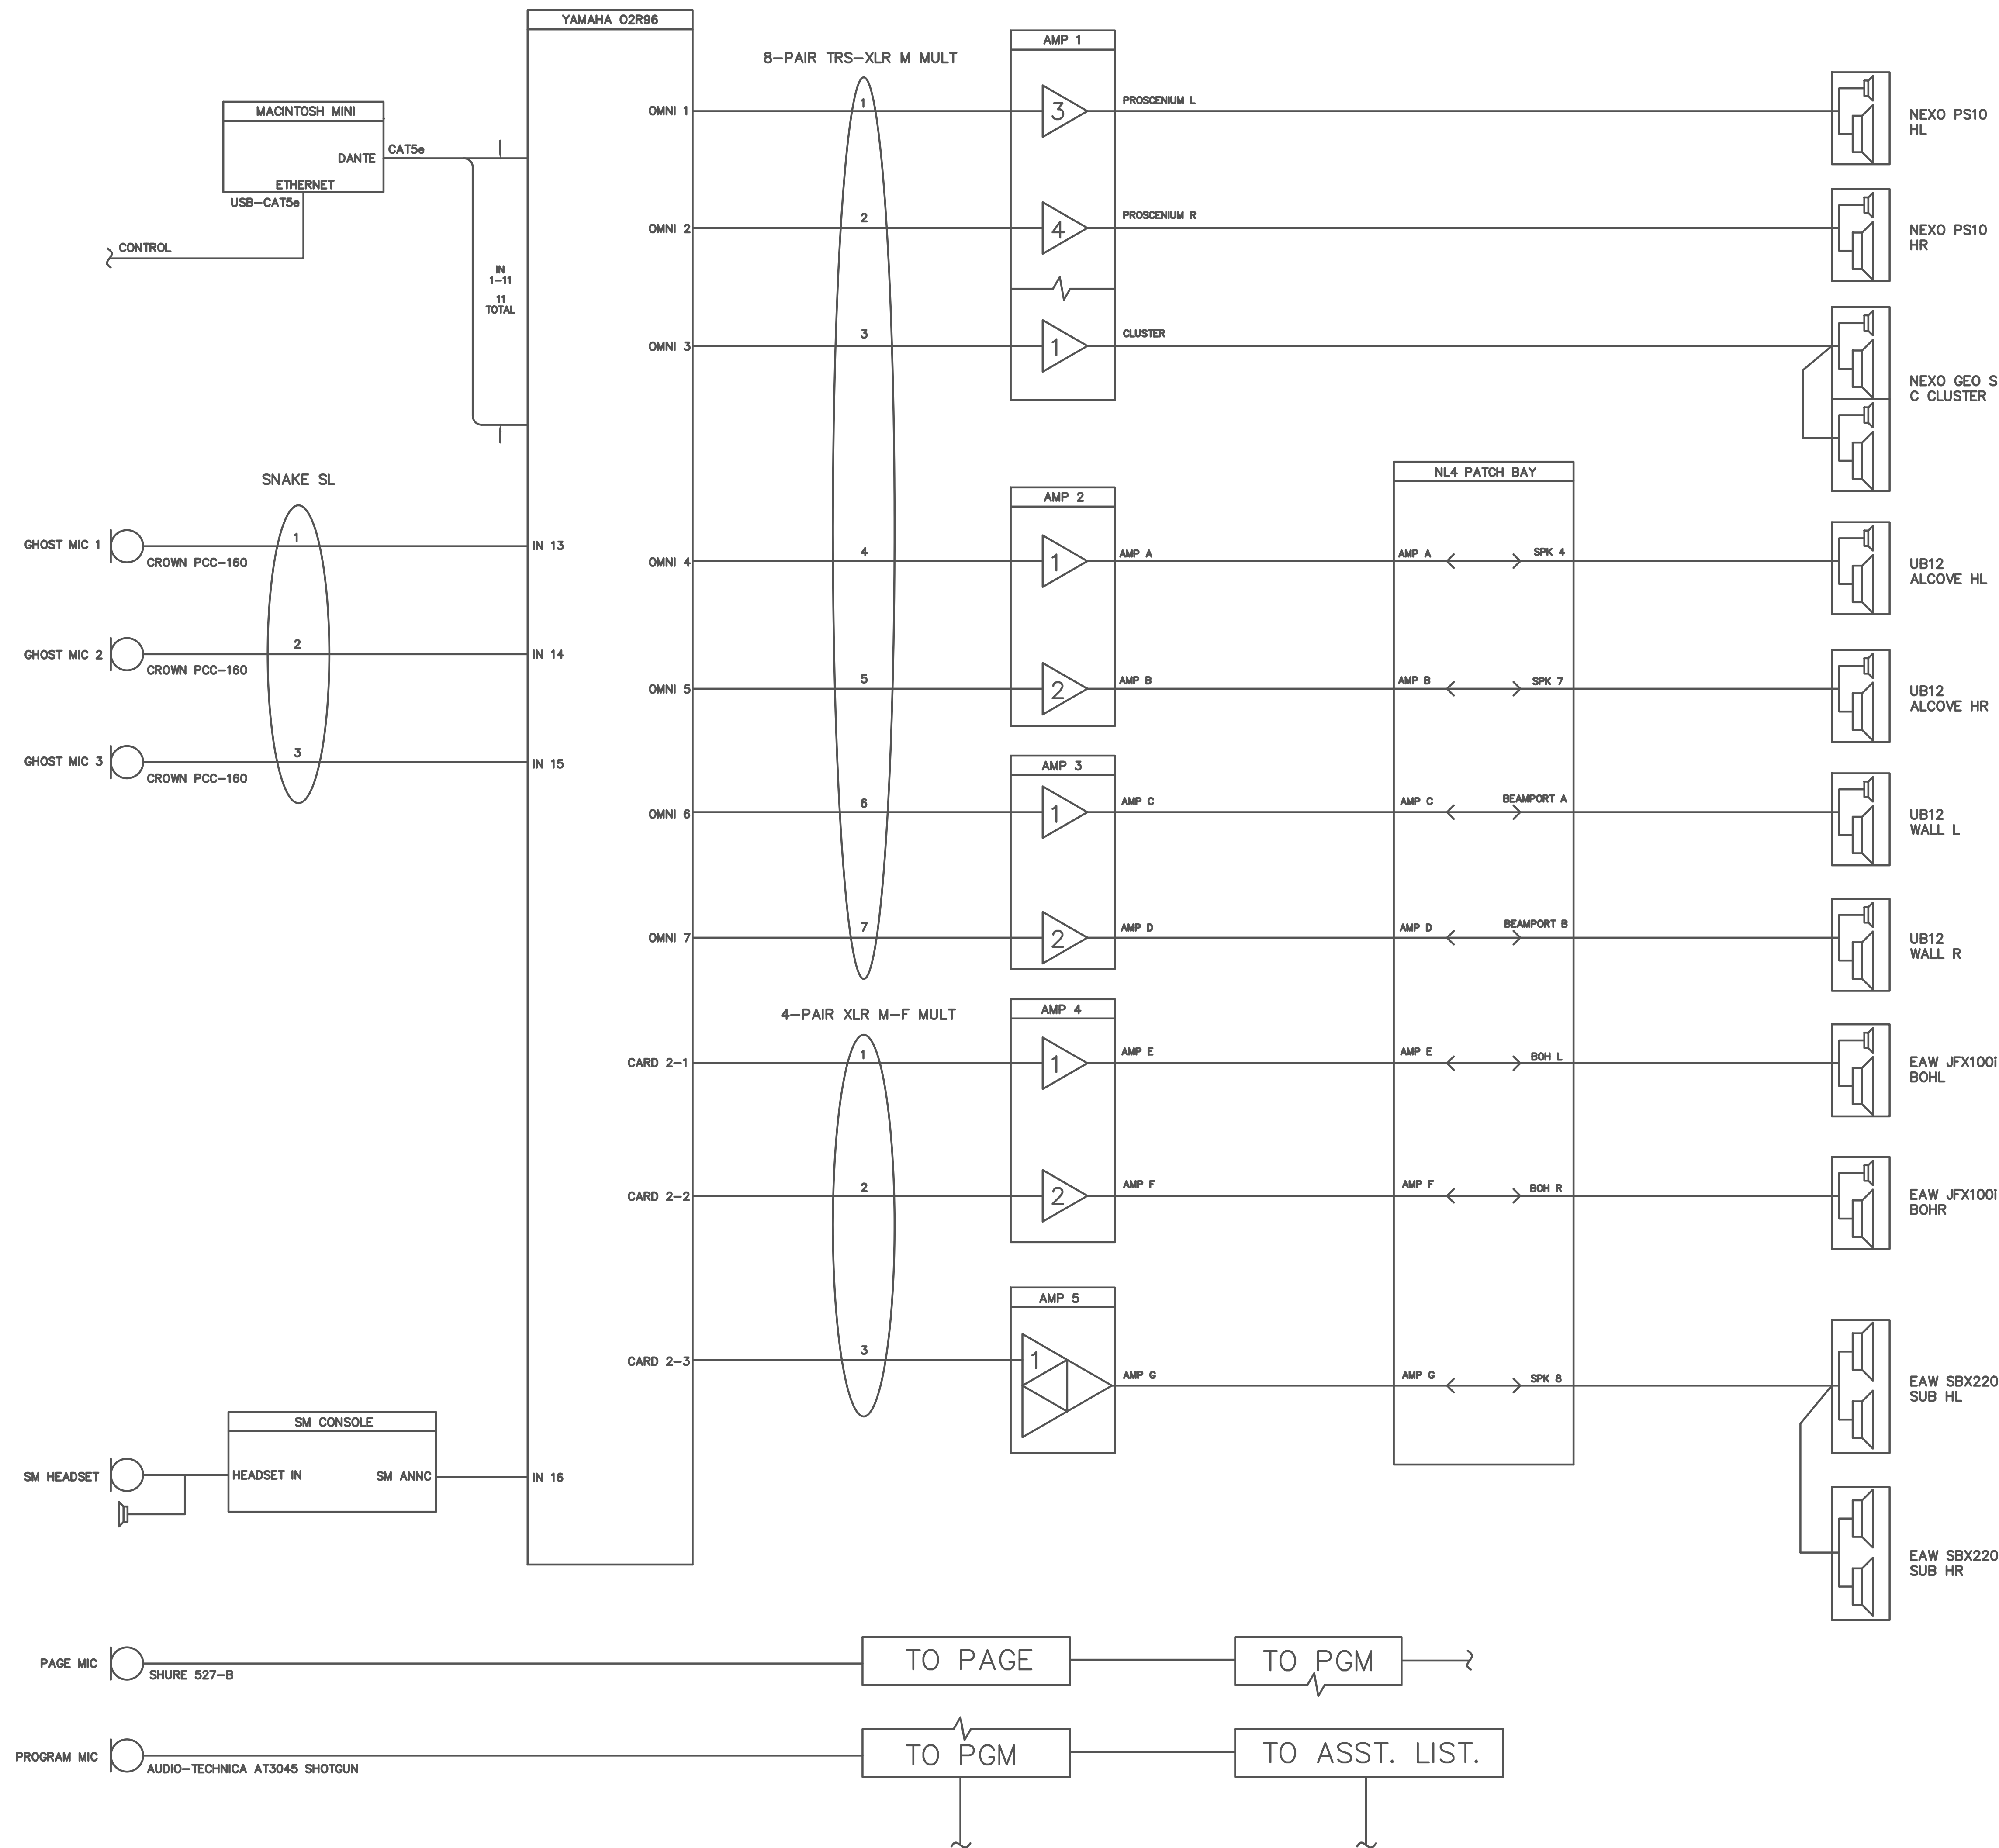 YAMAHA 02R96
8-PAIR TRS-XLR M MULT
AMP 1
MACINTOSH MINI
DANTE
CAT5e
ETHERNET
USB-CAT5e
CONTROL
IN
1-11
11
TOTAL
OMNI 1
1
3
PROSCENIUM L
NEXO PS10
HL
OMNI 2
2
4
PROSCENIUM R
NEXO PS10
HR
OMNI 3
3
1
CLUSTER
NEXO GEO S
C CLUSTER
SNAKE SL
GHOST MIC 1
CROWN PCC-160
1
IN 13
GHOST MIC 2
CROWN PCC-160
2
IN 14
GHOST MIC 3
CROWN PCC-160
3
IN 15
AMP 2
NL4 PATCH BAY
OMNI 4
4
1
AMP A
AMP A
SPK 4
UB12
ALCOVE HL
OMNI 5
5
2
AMP B
AMP B
SPK 7
UB12
ALCOVE HR
AMP 3
OMNI 6
6
1
AMP C
AMP C
BEAMPORT A
UB12
WALL L
OMNI 7
7
2
AMP D
AMP D
BEAMPORT B
UB12
WALL R
4-PAIR XLR M-F MULT
AMP 4
CARD 2-1
1
1
AMP E
AMP E
BOH L
EAW JFX100i
BOHL
CARD 2-2
2
2
AMP F
AMP F
BOH R
EAW JFX100i
BOHR
AMP 5
CARD 2-3
3
1
AMP G
AMP G
SPK 8
EAW SBX220
SUB HL
EAW SBX220
SUB HR
SM CONSOLE
SM HEADSET
HEADSET IN
SM ANNC
IN 16
PAGE MIC
SHURE 527-B
TO PAGE
TO PGM
PROGRAM MIC
AUDIO-TECHNICA AT3045 SHOTGUN
TO PGM
TO ASST. LIST.